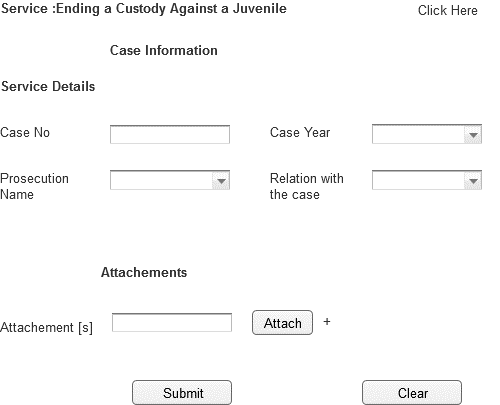 Service :Ending a Custody Against a Juvenile
Click Here
Case Information
Service Details
Case No
Case Year
Prosecution
Name
Relation with
the case
Attachements
Attachement [s]
Attach
+
Submit
Clear